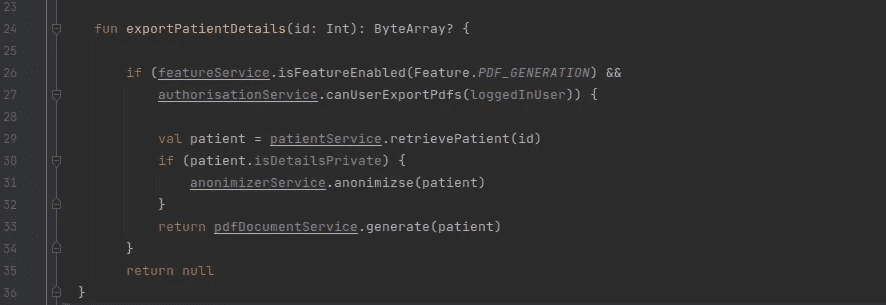 23
24 fun exportPatientDetails(id: Int): ByteArray? {
25
26 if (featureService.isFeatureEnabled(Feature.PDF_GENERATION) &&
27 authorisationService.canUserExportPdfs(loggedInUser)) {
28
29 val patient = patientService.retrievePatient(id)
30 if (patient.isDetailsPrivate) {
31 anonimizerService.anonimizse(patient)
32 }
33 return pdfDocumentService.generate(patient)
34 }
35 return null
36 }